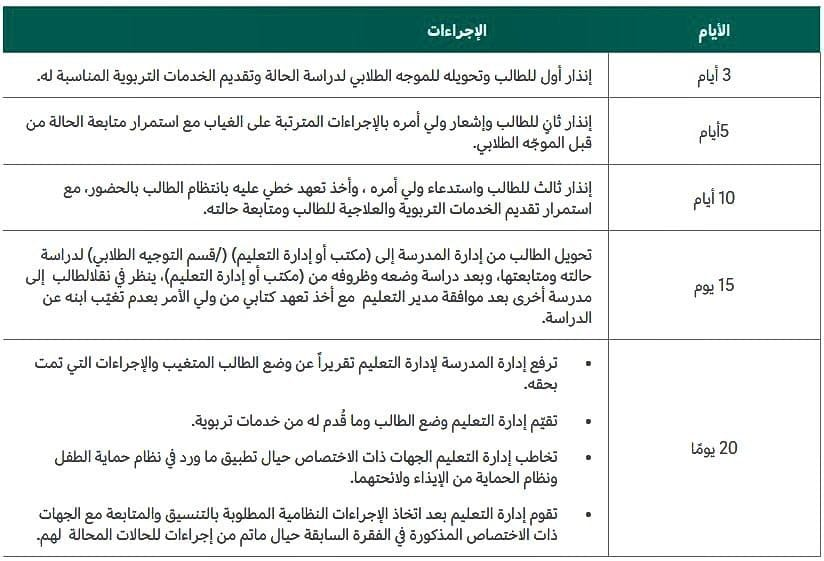 الأيام
الإجراءات
3 أيام
إنذار أول للطالب وتحويله للموجه الطلابي لدراسة الحالة وتقديم الخدمات التربوية المناسبة له.
5أيام
إنذار ثانٍ للطالب وإشعار ولي أمره بالإجراءات المترتبة على الغياب مع استمرار متابعة الحالة من
قبل الموجّه الطلابي.
10 أيام
إنذار ثالث للطالب واستدعاء ولي أمره ، وأخذ تعهد خطي عليه بانتظام الطالب بالحضور، مع
استمرار تقديم الخدمات التربوية والعلاجية للطالب ومتابعة حالته.
15 يوم
تحويل الطالب من إدارة المدرسة إلى (مكتب أو إدارة التعليم) (/قسم التوجيه الطلابي) لدراسة
حالته ومتابعتها، وبعد دراسة وضعه وظروفه من (مكتب أو إدارة التعليم)، ينظر في نقلالطالب إلى
مدرسة أخرى بعد موافقة مدير التعليم مع أخذ تعهد كتابي من ولي الأمر بعدم تغيّب ابنه عن
الدراسة.
20 يومًا
• ترفع إدارة المدرسة لإدارة التعليم تقريراً عن وضع الطالب المتغيب والإجراءات التي تمت
بحقه.
• تقيّم إدارة التعليم وضع الطالب وما قُدم له من خدمات تربوية.
• تخاطب إدارة التعليم الجهات ذات الاختصاص حيال تطبيق ما ورد في نظام حماية الطفل
ونظام الحماية من الإيذاء ولائحتهما.
• تقوم إدارة التعليم بعد اتخاذ الإجراءات النظامية المطلوبة بالتنسيق والمتابعة مع الجهات
ذات الاختصاص المذكورة في الفقرة السابقة حيال ماتم من إجراءات للحالات المحالة لهم.